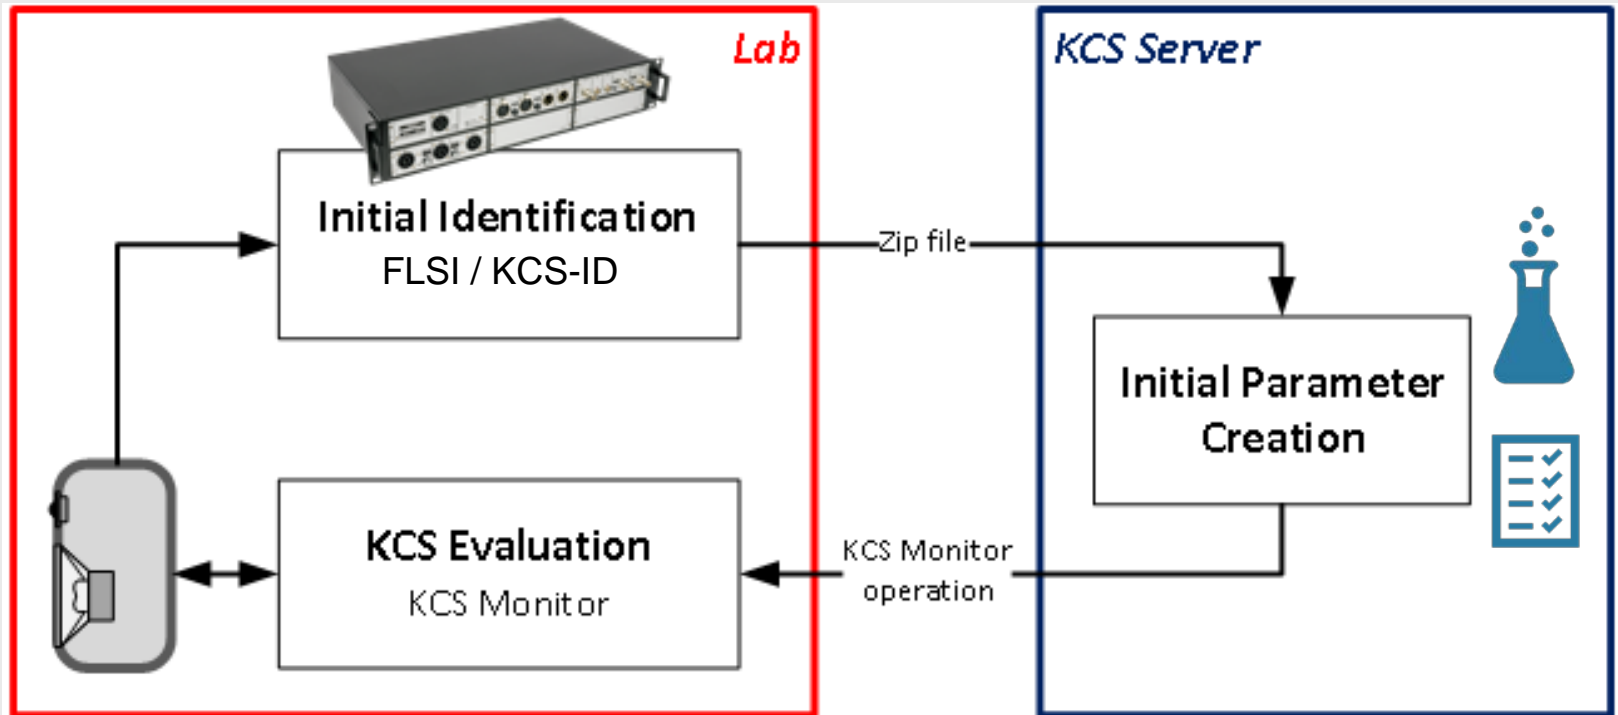 Lab
KCS Server
Initial Identification
FLSI / KCS-ID
Zip file
Initial Parameter
Creation
KCS Evaluation
KCS Monitor
KCS Monitor
operation